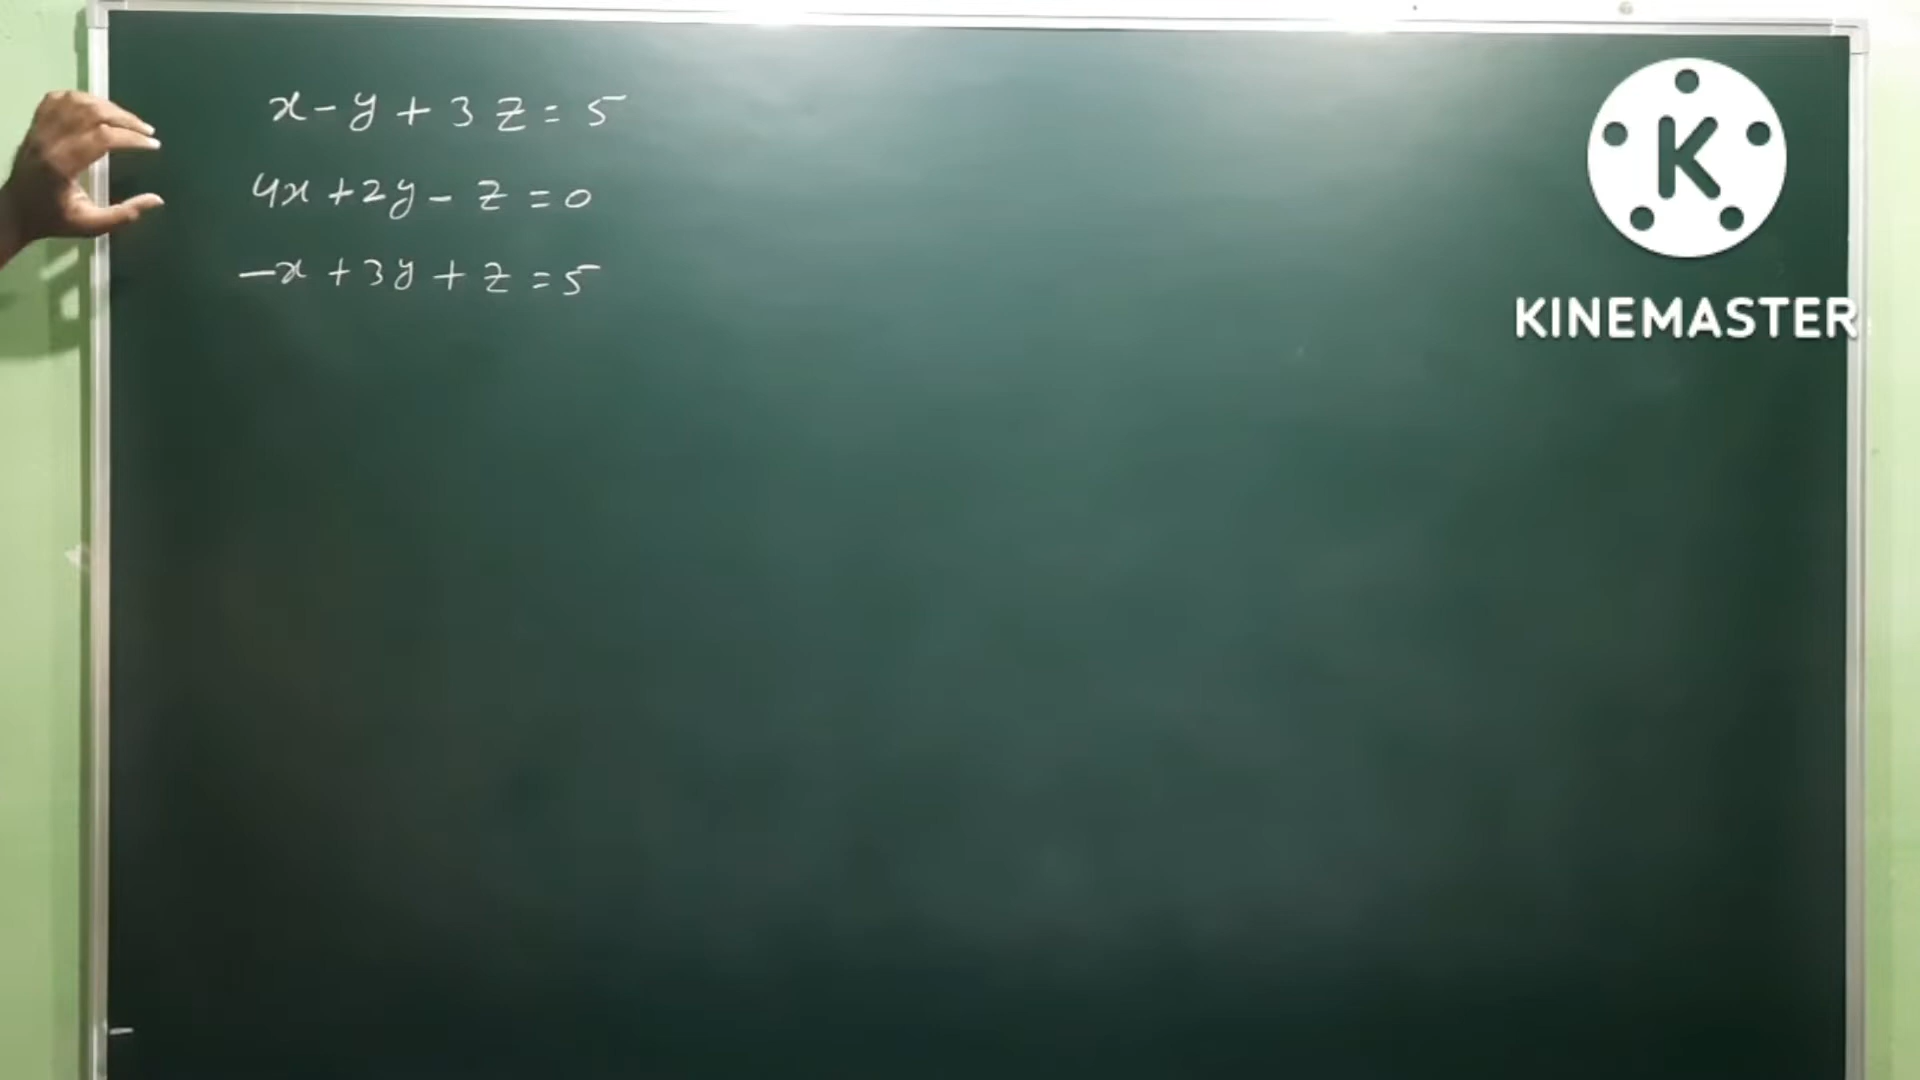 x - y + 3z = 5
4x + 2y - z = 0
-x + 3y + z = 5
K
KINEMASTER